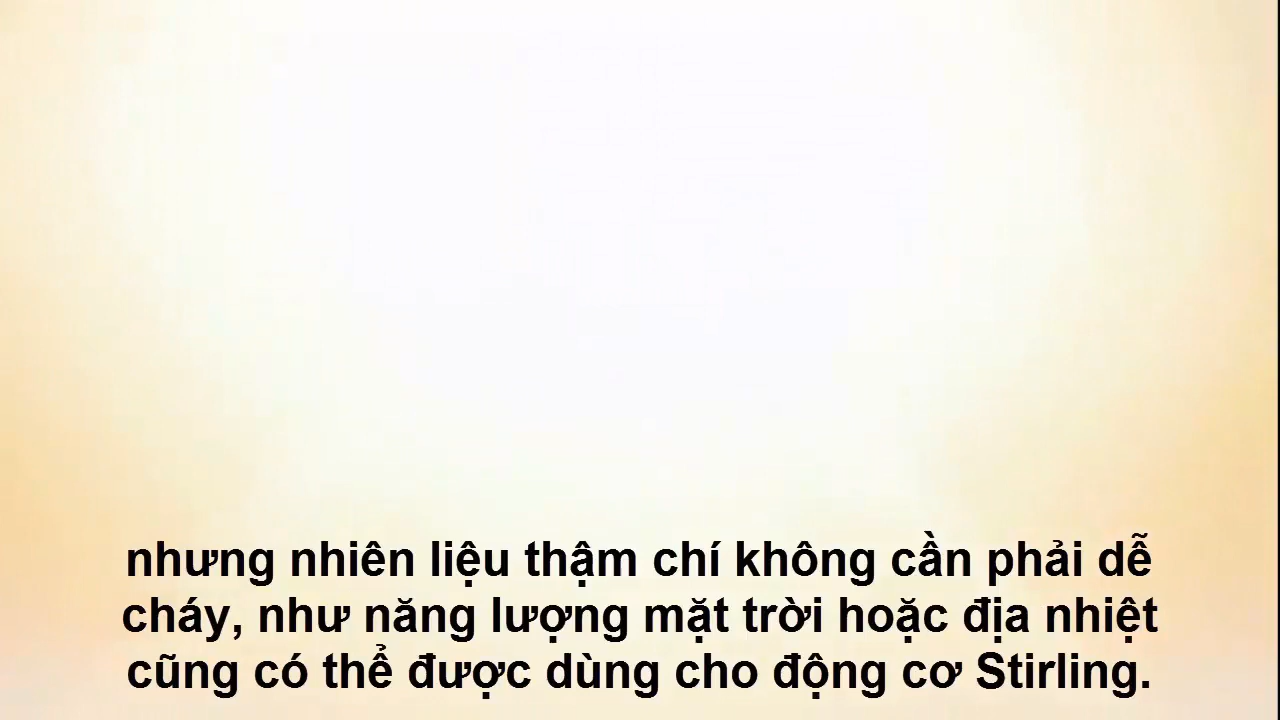 nhưng nhiên liệu thậm chí không cần phải dễ
cháy, như năng lượng mặt trời hoặc địa nhiệt
cũng có thể được dùng cho động cơ Stirling.